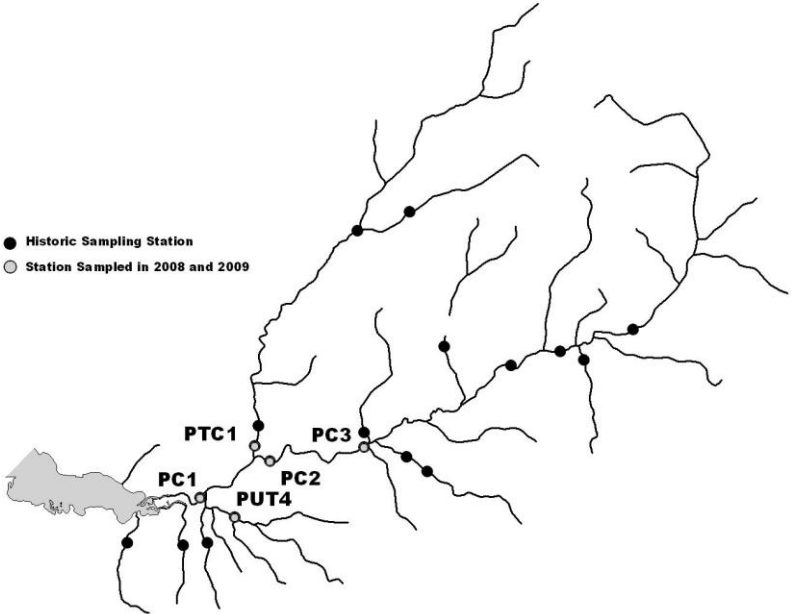 Historic Sampling Station
Station Sampled in 2008 and 2009
PTC1
PC3
PC1
PC2
PUT4